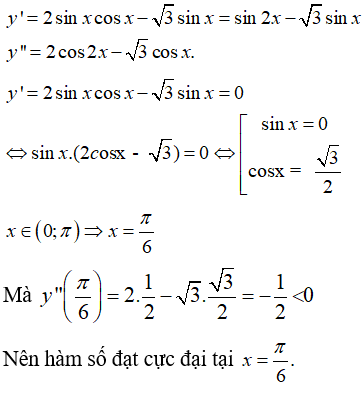 y' = 2 sin x cos x − √3 sin x = sin 2x − √3 sin x
y" = 2 cos 2x − √3 cos x.
y' = 2 sin x cos x − √3 sin x = 0
⇔ sin x.(2cosx - √3) = 0 ⇔ [ sin x = 0
cosx = √3/2
x ∈ (0; π) ⇒ x = π/6
Mà y"(π/6) = 2.1/2 − √3.√3/2 = −1/2 <0
Nên hàm số đạt cực đại tại x = π/6.